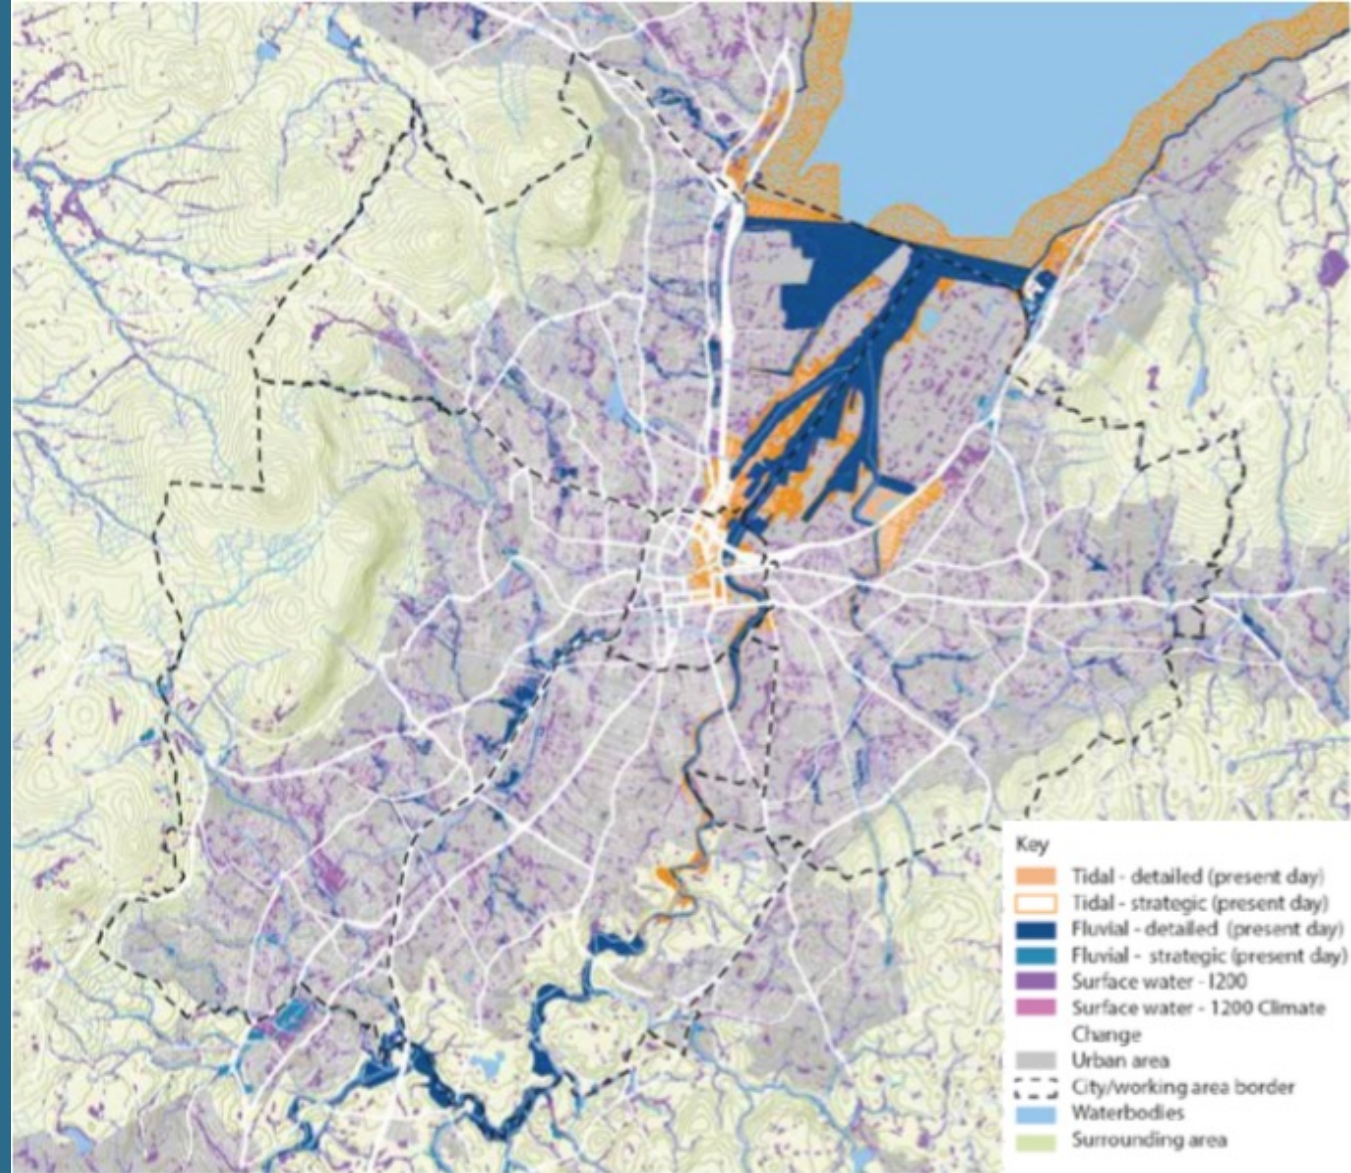 Key
Tidal - detailed (present day)
Tidal - strategic (present day)
Fluvial - detailed (present day)
Fluvial - strategic (present day)
Surface water - I200
Surface water - 1200 Climate
Change
Urban area
City/working area border
Waterbodies
Surrounding area